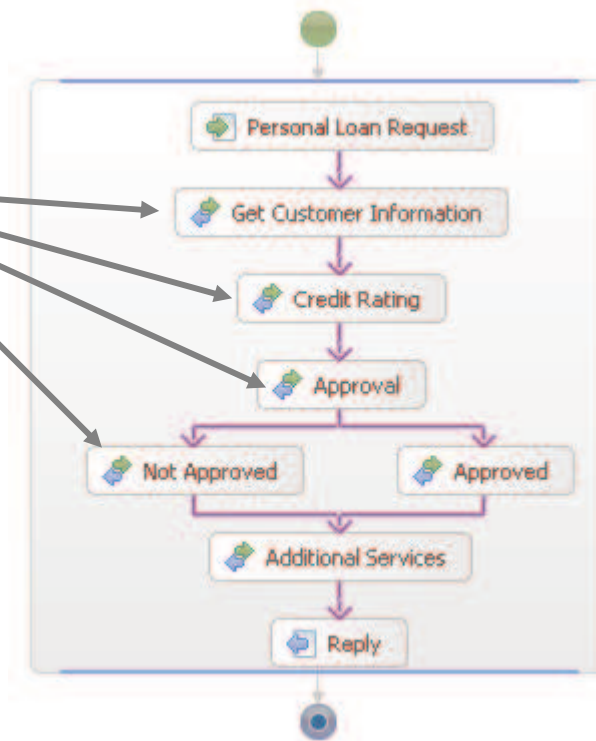 Personal Loan Request
Get Customer Information
Credit Rating
Approval
Not Approved
Approved
Additional Services
Reply